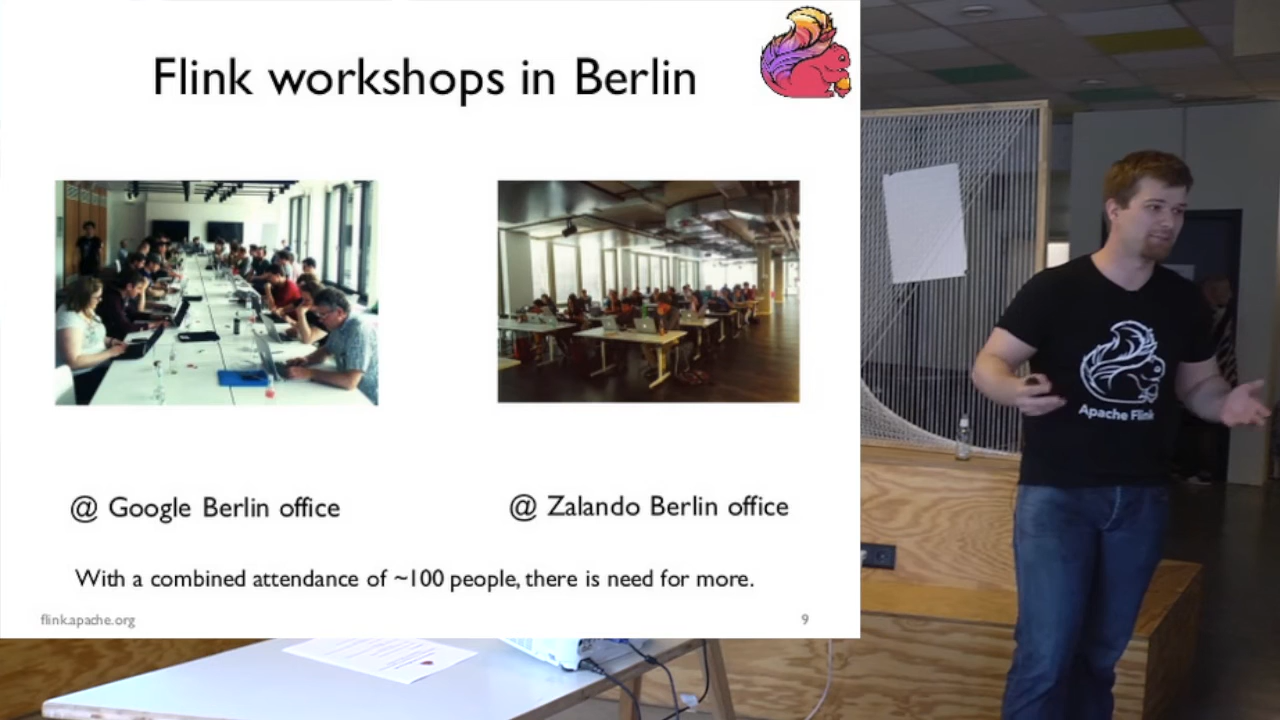 Flink workshops in Berlin
@ Google Berlin office
@ Zalando Berlin office
With a combined attendance of ~100 people, there is need for more.
flink.apache.org
9
Apache Flink